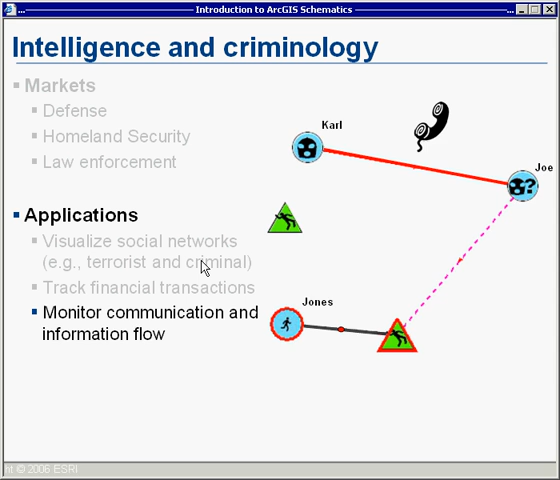 Introduction to ArcGIS Schematics
Intelligence and criminology
Markets
Defense
Homeland Security
Law enforcement
Applications
Visualize social networks
(e.g., terrorist and criminal)
Track financial transactions
Monitor communication and
information flow
Karl
Joe
?
Jones
nt © 2006 ESRI